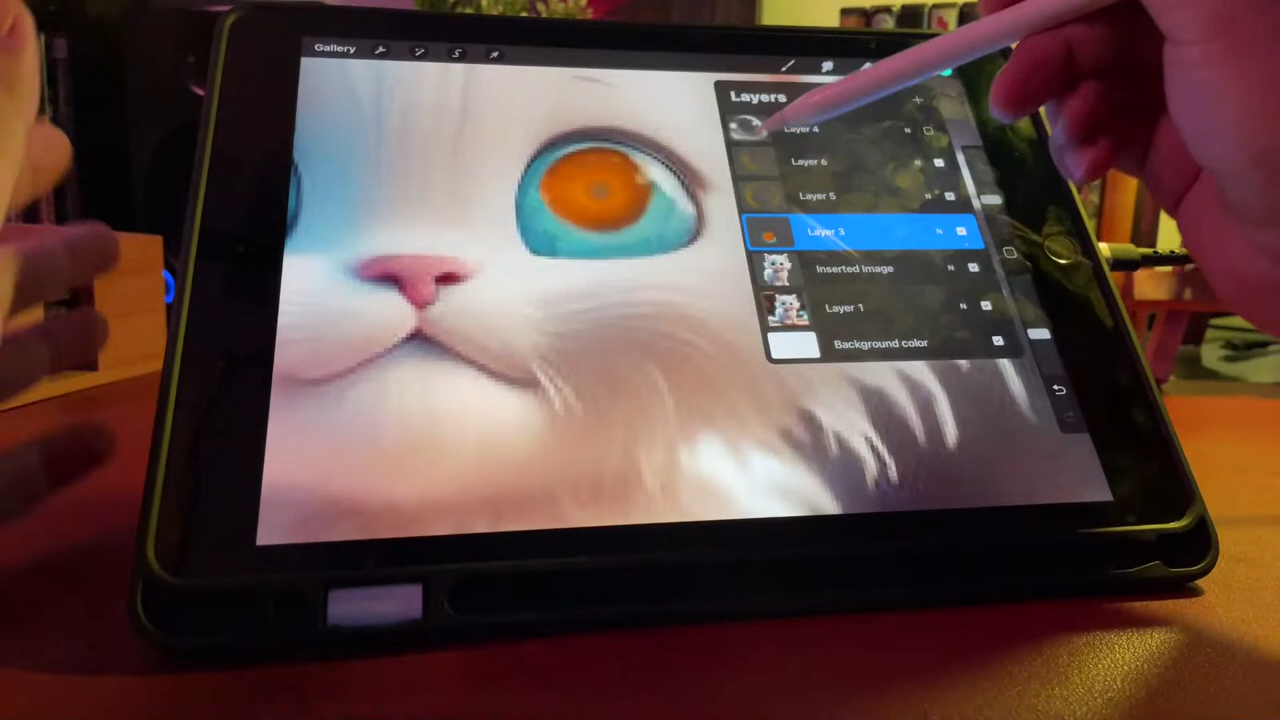 Gallery
Layers
Layer 4 N
Layer 6 N
Layer 5 N
Layer 3 N
Inserted Image N
Layer 1 N
Background color